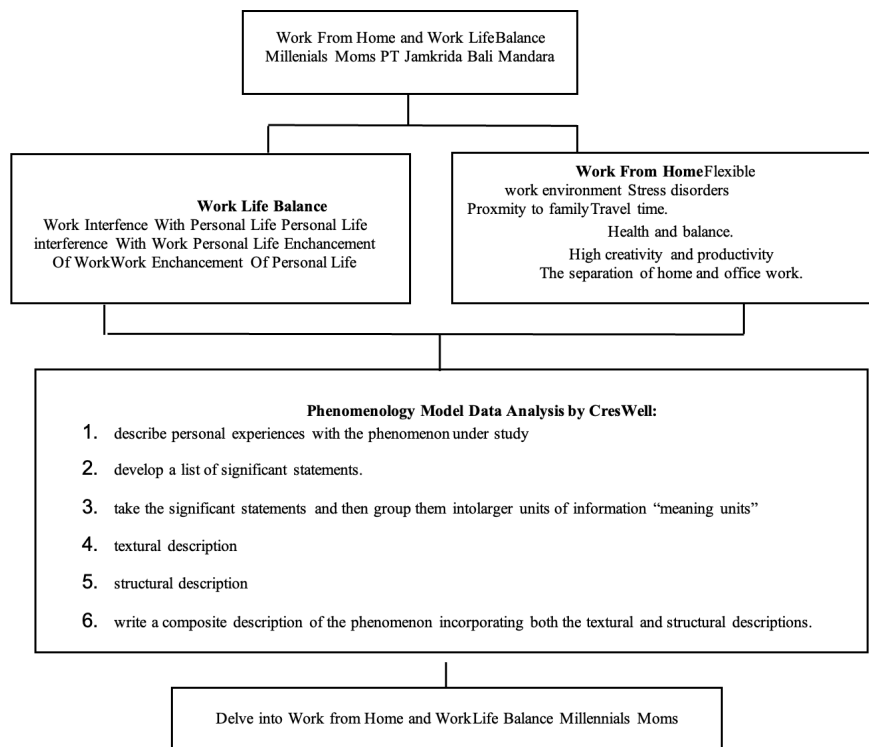 Work From Home and Work LifeBalance
Millenials Moms PT Jamkrida Bali Mandara
Work Life Balance
Work Interfence With Personal Life Personal Life
interference With Work Personal Life Enchancement
Of WorkWork Enchancement Of Personal Life
Work From HomeFlexible
work environment Stress disorders
Proxmity to familyTravel time.
Health and balance.
High creativity and productivity
The separation of home and office work.
Phenomenology Model Data Analysis by CresWell:
1. describe personal experiences with the phenomenon under study
2. develop a list of significant statements.
3. take the significant statements and then group them intolarger units of information “meaning units”
4. textural description
5. structural description
6. write a composite description of the phenomenon incorporating both the textural and structural descriptions.
Delve into Work from Home and WorkLife Balance Millennials Moms